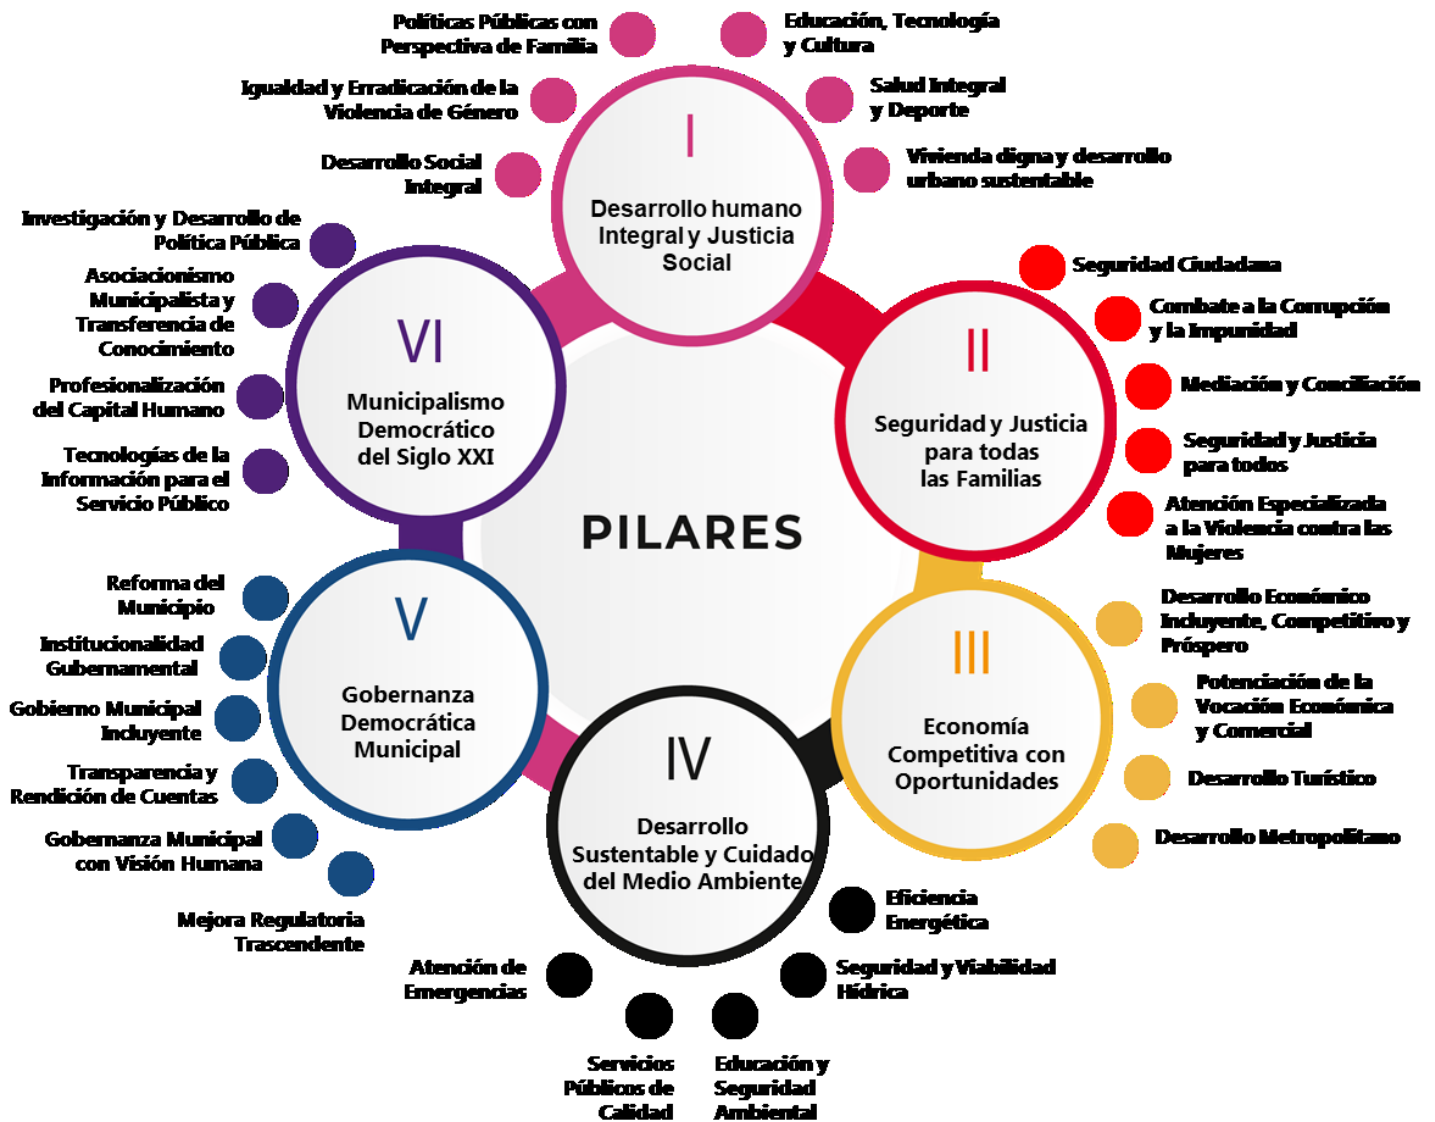 Políticas Públicas con
Perspectiva de Familia
Igualdad y Erradicación de la
Violencia de Género
Desarrollo Social
Integral
Educación, Tecnología
y Cultura
Salud Integral
y Deporte
Vivienda digna y desarrollo
urbano sustentable
I
Desarrollo humano
Integral y Justicia
Social
Seguridad Ciudadana
Combate a la Corrupción
y la Impunidad
Mediación y Conciliación
Seguridad y Justicia
para todos
Atención Especializada
a la Violencia contra las
Mujeres
II
Seguridad y Justicia
para todas
las Familias
PILARES
Desarrollo Económico
Incluyente, Competitivo y
Próspero
Potenciación de la
Vocación Económica
y Comercial
Desarrollo Turístico
Desarrollo Metropolitano
III
Economía
Competitiva con
Oportunidades
IV
Desarrollo
Sustentable y Cuidado
del Medio Ambiente
Eficiencia
Energética
Seguridad y Viabilidad
Hídrica
Educación y
Seguridad
Ambiental
Servicios
Públicos de
Calidad
Atención de
Emergencias
V
Gobernanza
Democrática
Municipal
Reforma del
Municipio
Institucionalidad
Gubernamental
Gobierno Municipal
Incluyente
Transparencia y
Rendición de Cuentas
Gobernanza Municipal
con Visión Humana
Mejora Regulatoria
Trascendente
VI
Municipalismo
Democrático
del Siglo XXI
Investigación y Desarrollo de
Política Pública
Asociacionismo
Municipalista y
Transferencia de
Conocimiento
Profesionalización
del Capital Humano
Tecnologías de la
Información para el
Servicio Público